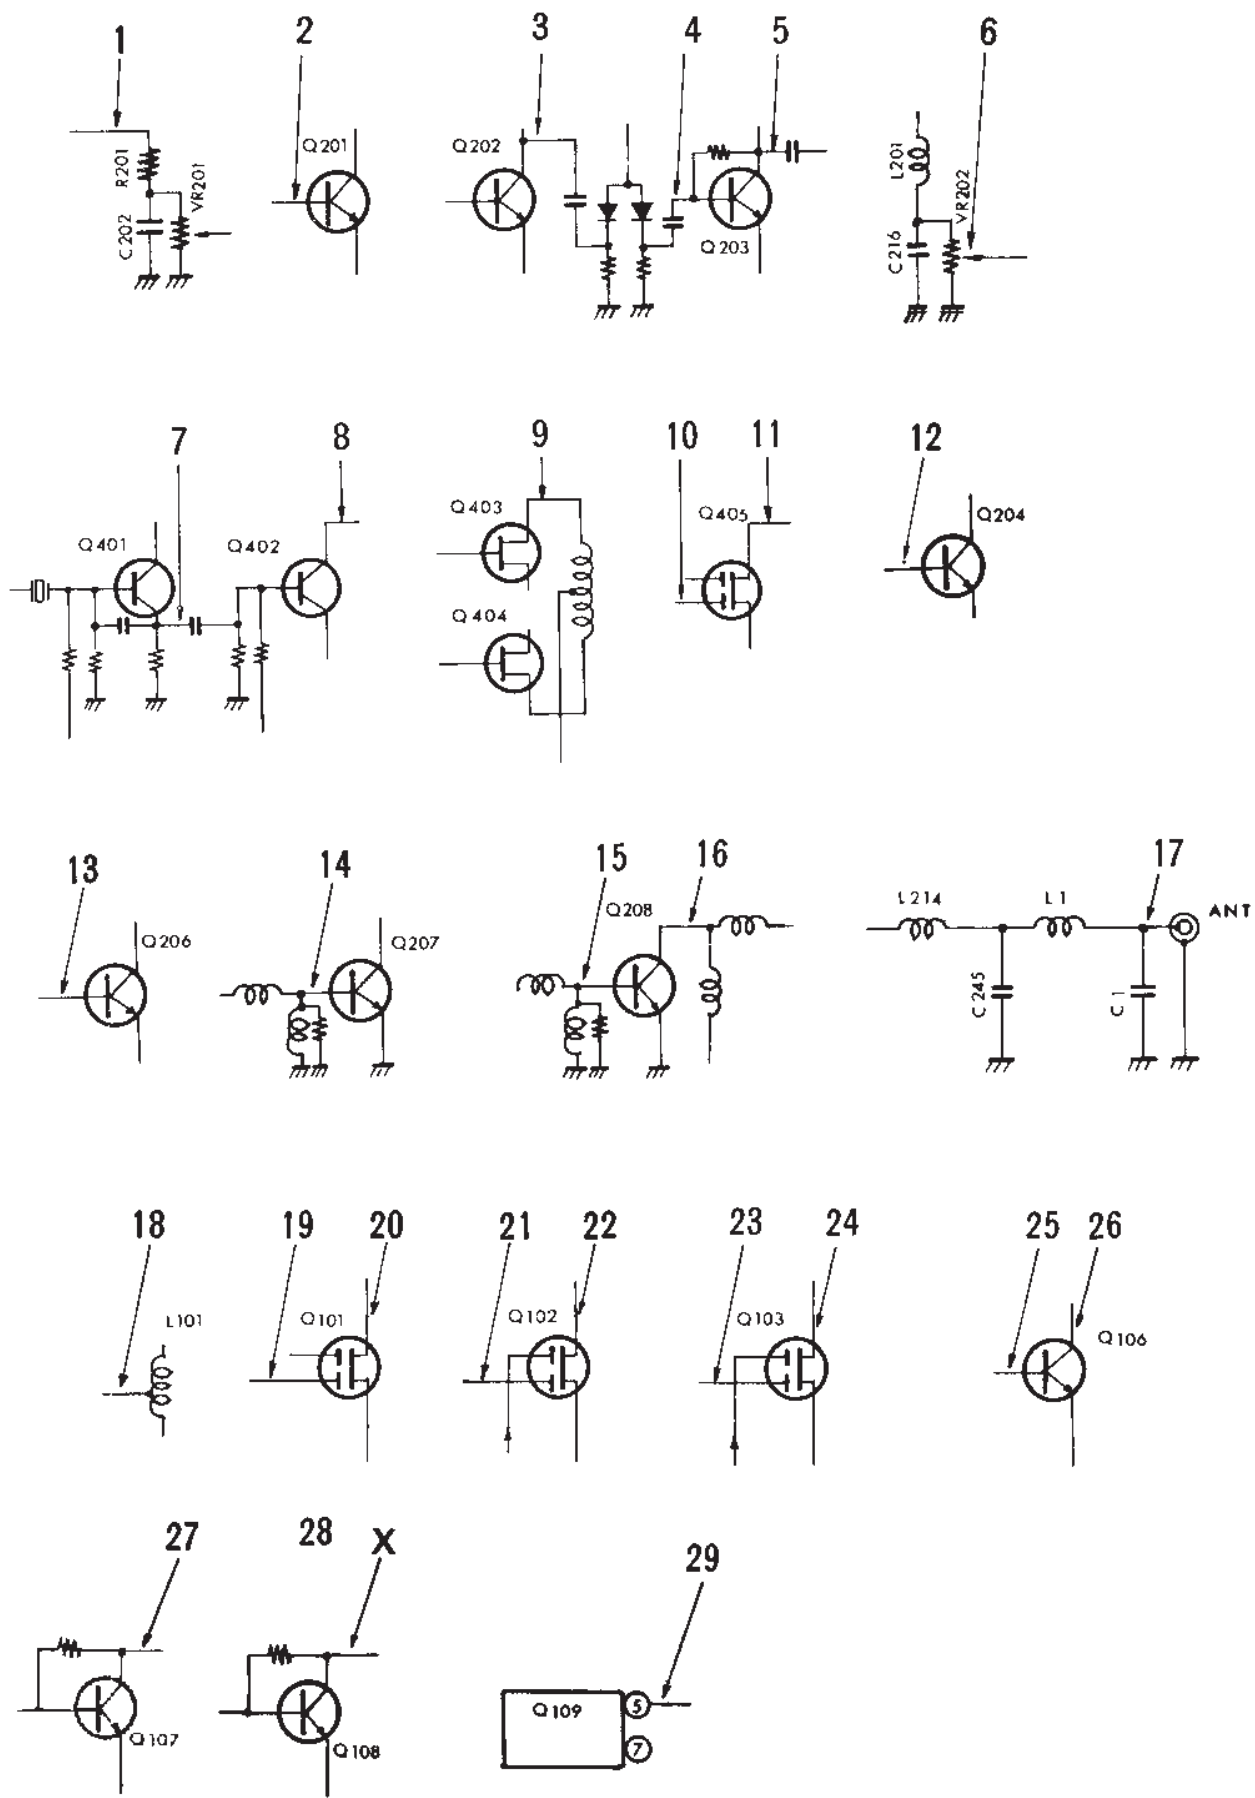 1 2 3 4 5 6
Q201 Q202 L201
R201 VR201 VR202
C202 Q203 C216
7 8 9 10 11 12
Q403 Q405 Q204
Q401 Q402
Q404
13 14 15 16 17
Q206 Q207 Q208 L214 L1 ANT
C245 C1
18 19 20 21 22 23 24 25 26
L101 Q101 Q102 Q103 Q106
27 28 X 29
Q107 Q108 Q109 5
7